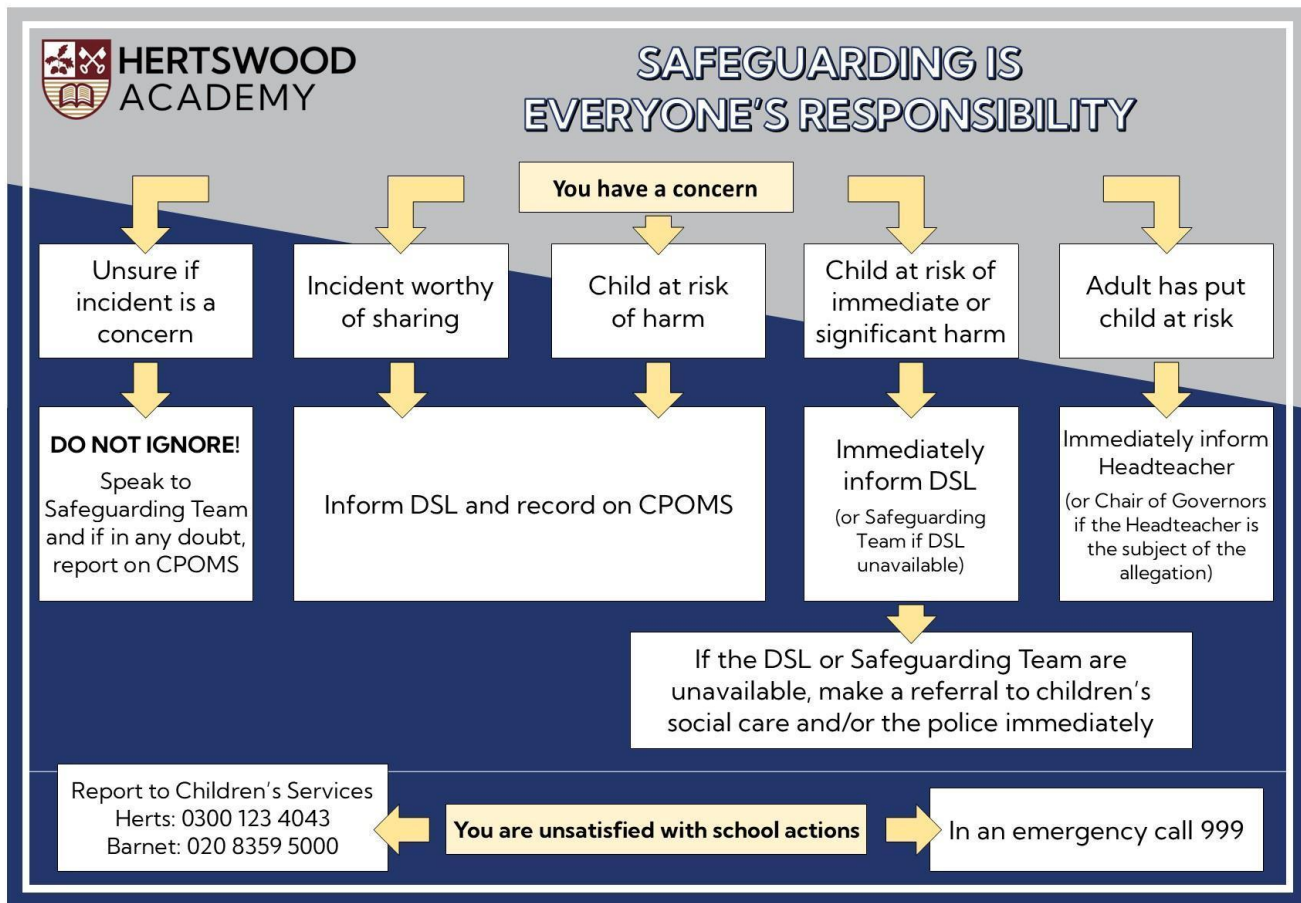 HERTSWOOD
ACADEMY
SAFEGUARDING IS
EVERYONE'S RESPONSIBILITY
You have a concern
Unsure if
incident is a
concern
Incident worthy
of sharing
Child at risk
of harm
Child at risk of
immediate or
significant harm
Adult has put
child at risk
DO NOT IGNORE!
Speak to
Safeguarding Team
and if in any doubt,
report on CPOMS
Inform DSL and record on CPOMS
Immediately
inform DSL
(or Safeguarding
Team if DSL
unavailable)
Immediately inform
Headteacher
(or Chair of Governors
if the Headteacher is
the subject of the
allegation)
If the DSL or Safeguarding Team are
unavailable, make a referral to children's
social care and/or the police immediately
Report to Children's Services
Herts: 0300 123 4043
Barnet: 020 8359 5000
You are unsatisfied with school actions
In an emergency call 999